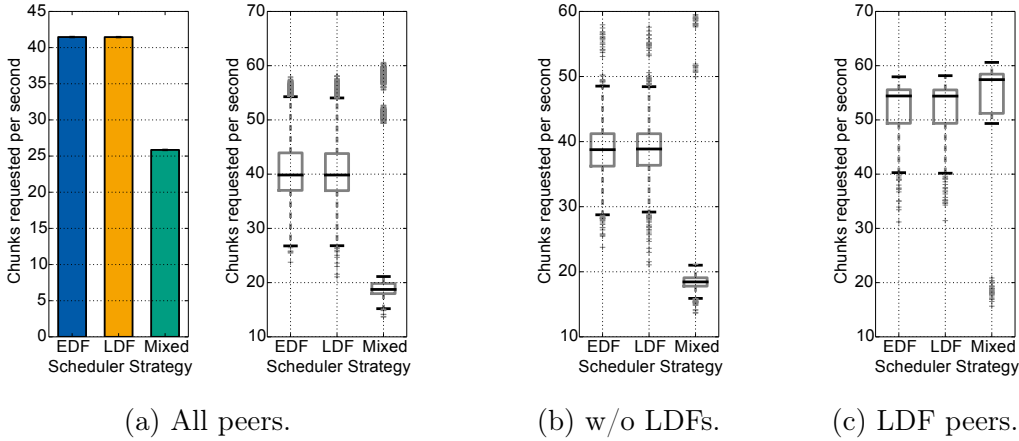 Chunks requested per second
45
40
35
30
25
20
15
10
5
0
EDF LDF Mixed
Scheduler Strategy
Chunks requested per second
70
60
50
40
30
20
10
EDF LDF Mixed
Scheduler Strategy
(a) All peers.
Chunks requested per second
60
50
40
30
20
10
EDF LDF Mixed
Scheduler Strategy
(b) w/o LDFs.
Chunks requested per second
70
60
50
40
30
20
10
EDF LDF Mixed
Scheduler Strategy
(c) LDF peers.